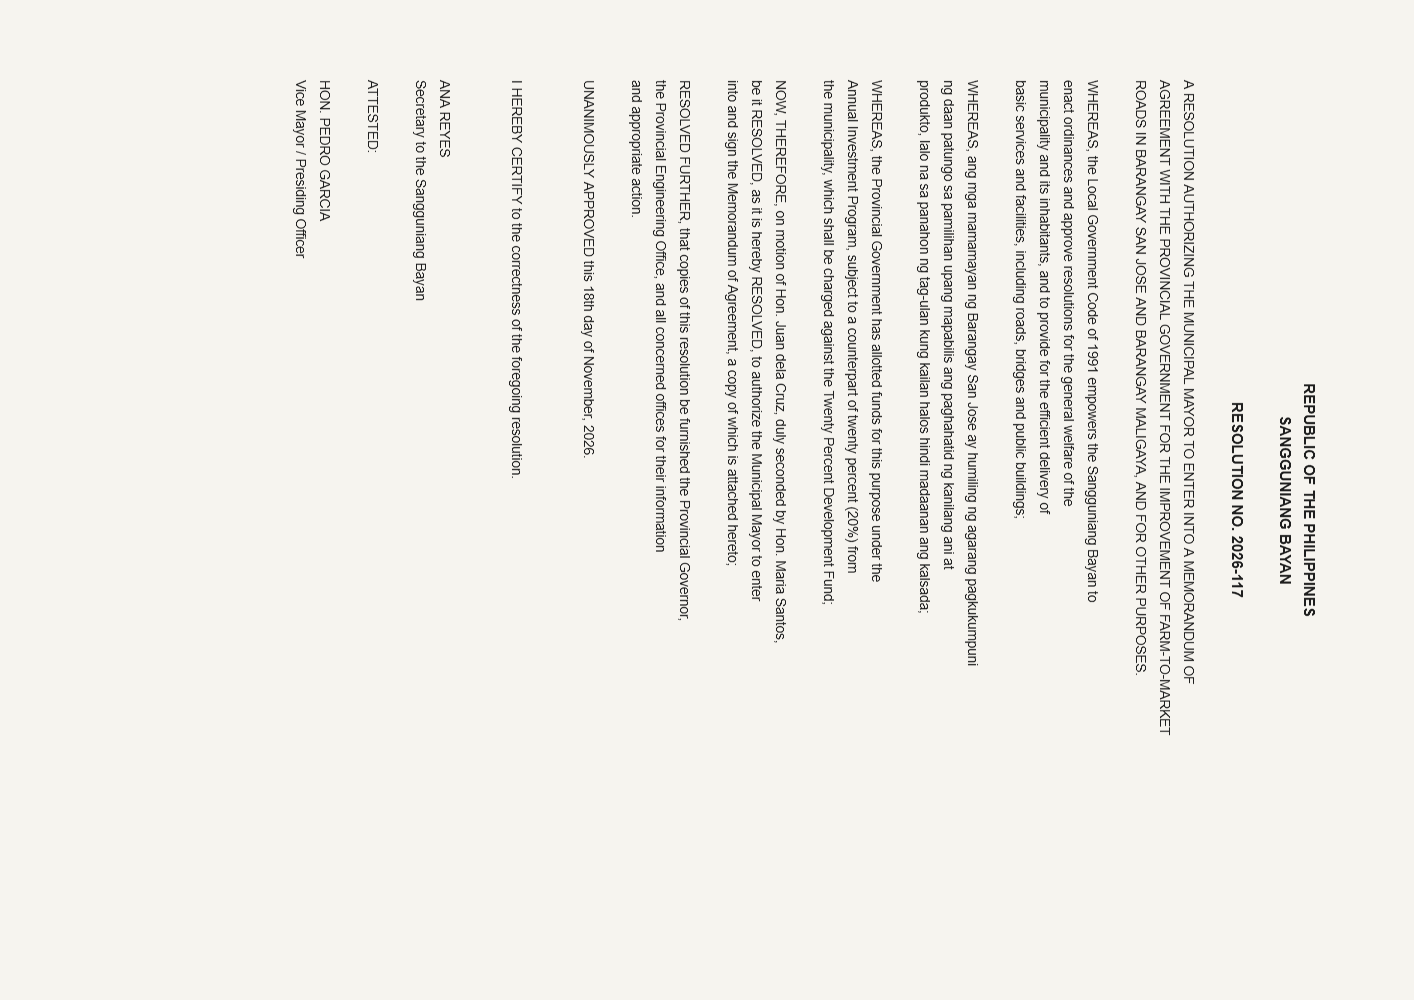 REPUBLIC OF THE PHILIPPINES
SANGGUNIANG BAYAN
RESOLUTION NO. 2026-117
A RESOLUTION AUTHORIZING THE MUNICIPAL MAYOR TO ENTER INTO A MEMORANDUM OF
AGREEMENT WITH THE PROVINCIAL GOVERNMENT FOR THE IMPROVEMENT OF FARM-TO-MARKET
ROADS IN BARANGAY SAN JOSE AND BARANGAY MALIGAYA, AND FOR OTHER PURPOSES.
WHEREAS, the Local Government Code of 1991 empowers the Sangguniang Bayan to
enact ordinances and approve resolutions for the general welfare of the
municipality and its inhabitants, and to provide for the efficient delivery of
basic services and facilities, including roads, bridges and public buildings;
WHEREAS, ang mga mamamayan ng Barangay San Jose ay humiling ng agarang pagkukumpuni
ng daan patungo sa pamilihan upang mapabilis ang paghahatid ng kanilang ani at
produkto, lalo na sa panahon ng tag-ulan kung kailan halos hindi madaanan ang kalsada;
WHEREAS, the Provincial Government has allotted funds for this purpose under the
Annual Investment Program, subject to a counterpart of twenty percent (20%) from
the municipality, which shall be charged against the Twenty Percent Development Fund;
NOW, THEREFORE, on motion of Hon. Juan dela Cruz, duly seconded by Hon. Maria Santos,
be it RESOLVED, as it is hereby RESOLVED, to authorize the Municipal Mayor to enter
into and sign the Memorandum of Agreement, a copy of which is attached hereto;
RESOLVED FURTHER, that copies of this resolution be furnished the Provincial Governor,
the Provincial Engineering Office, and all concerned offices for their information
and appropriate action.
UNANIMOUSLY APPROVED this 18th day of November, 2026.
I HEREBY CERTIFY to the correctness of the foregoing resolution.
ANA REYES
Secretary to the Sangguniang Bayan
ATTESTED:
HON. PEDRO GARCIA
Vice Mayor / Presiding Officer